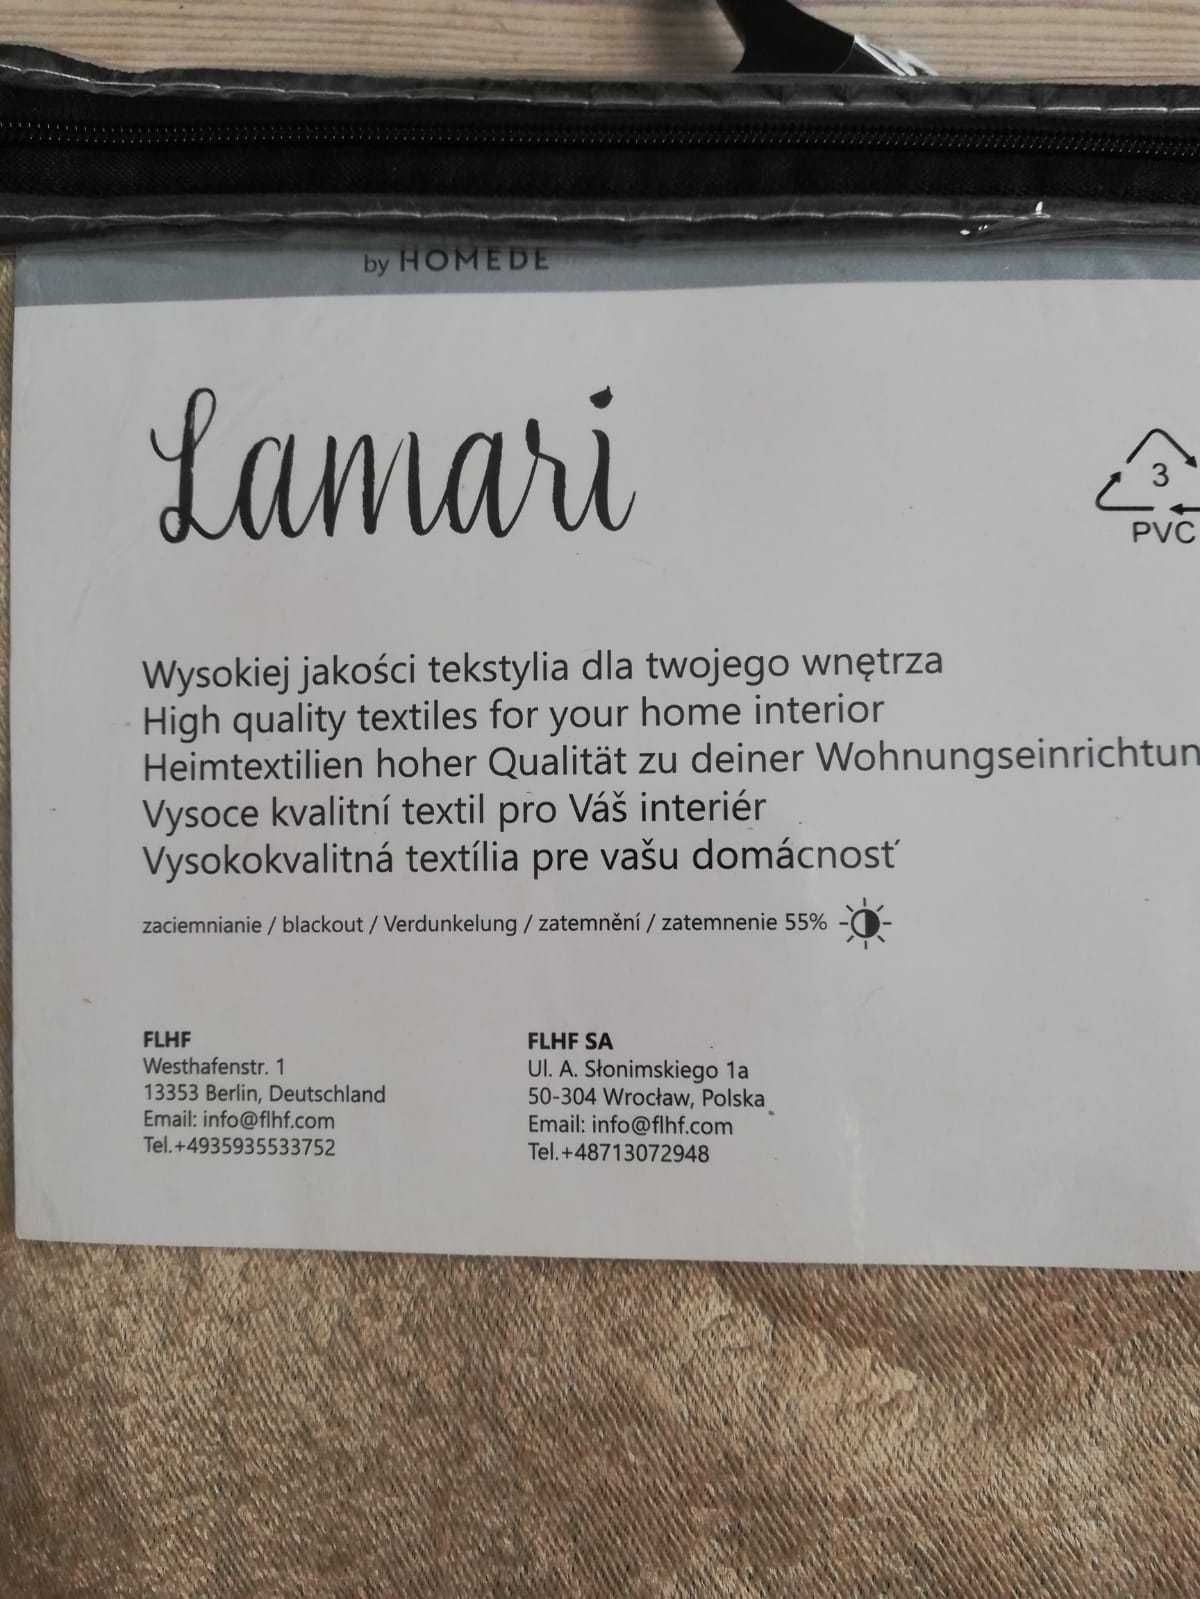 by HOMEDE
Lamari
3
PVC
Wysokiej jakości tekstylia dla twojego wnętrza
High quality textiles for your home interior
Heimtextilien hoher Qualität zu deiner Wohnungseinrichtun
Vysoce kvalitní textil pro Váš interiér
Vysokokvalitná textília pre vašu domácnosť
zaciemnianie / blackout / Verdunkelung / zatemnění / zatemnenie 55%
FLHF
Westhafenstr. 1
13353 Berlin, Deutschland
Email: info@flhf.com
Tel.+4935935533752
FLHF SA
Ul. A. Słonimskiego 1a
50-304 Wrocław, Polska
Email: info@flhf.com
Tel.+48713072948